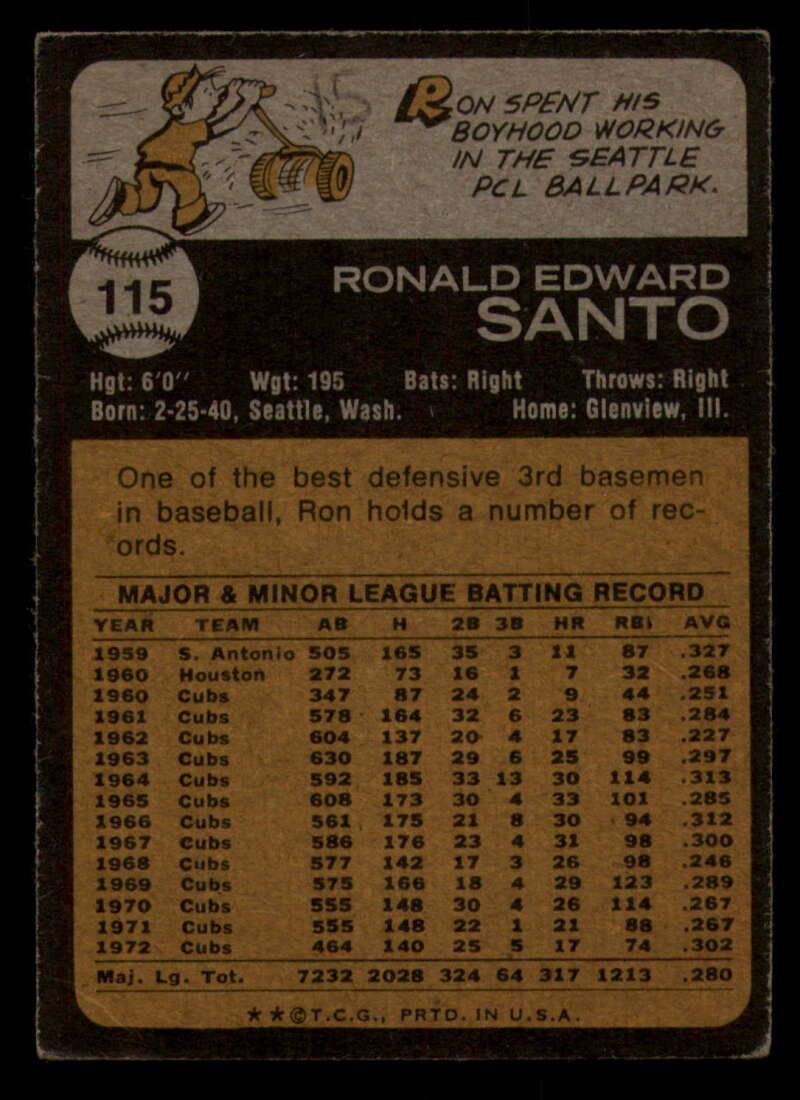 15
RON SPENT HIS
BOYHOOD WORKING
IN THE SEATTLE
PCL BALLPARK.
115
RONALD EDWARD
SANTO
Hgt: 6'0" Wgt: 195 Bats: Right Throws: Right
Born: 2-25-40, Seattle, Wash. Home: Glenview, Ill.
One of the best defensive 3rd basemen
in baseball, Ron holds a number of rec-
ords.
MAJOR & MINOR LEAGUE BATTING RECORD
YEAR TEAM AB H 2B 3B HR RBI AVG
1959 S. Antonio 505 165 35 3 11 87 .327
1960 Houston 272 73 16 1 7 32 .268
1960 Cubs 347 87 24 2 9 44 .251
1961 Cubs 578 164 32 6 23 83 .284
1962 Cubs 604 137 20 4 17 83 .227
1963 Cubs 630 187 29 6 25 99 .297
1964 Cubs 592 185 33 13 30 114 .313
1965 Cubs 608 173 30 4 33 101 .285
1966 Cubs 561 175 21 8 30 94 .312
1967 Cubs 586 176 23 4 31 98 .300
1968 Cubs 577 142 17 3 26 98 .246
1969 Cubs 575 166 18 4 29 123 .289
1970 Cubs 555 148 30 4 26 114 .267
1971 Cubs 555 148 22 1 21 88 .267
1972 Cubs 464 140 25 5 17 74 .302
Maj. Lg. Tot. 7232 2028 324 64 317 1213 .280
★★©T.C.G., PRTD. IN U.S.A.